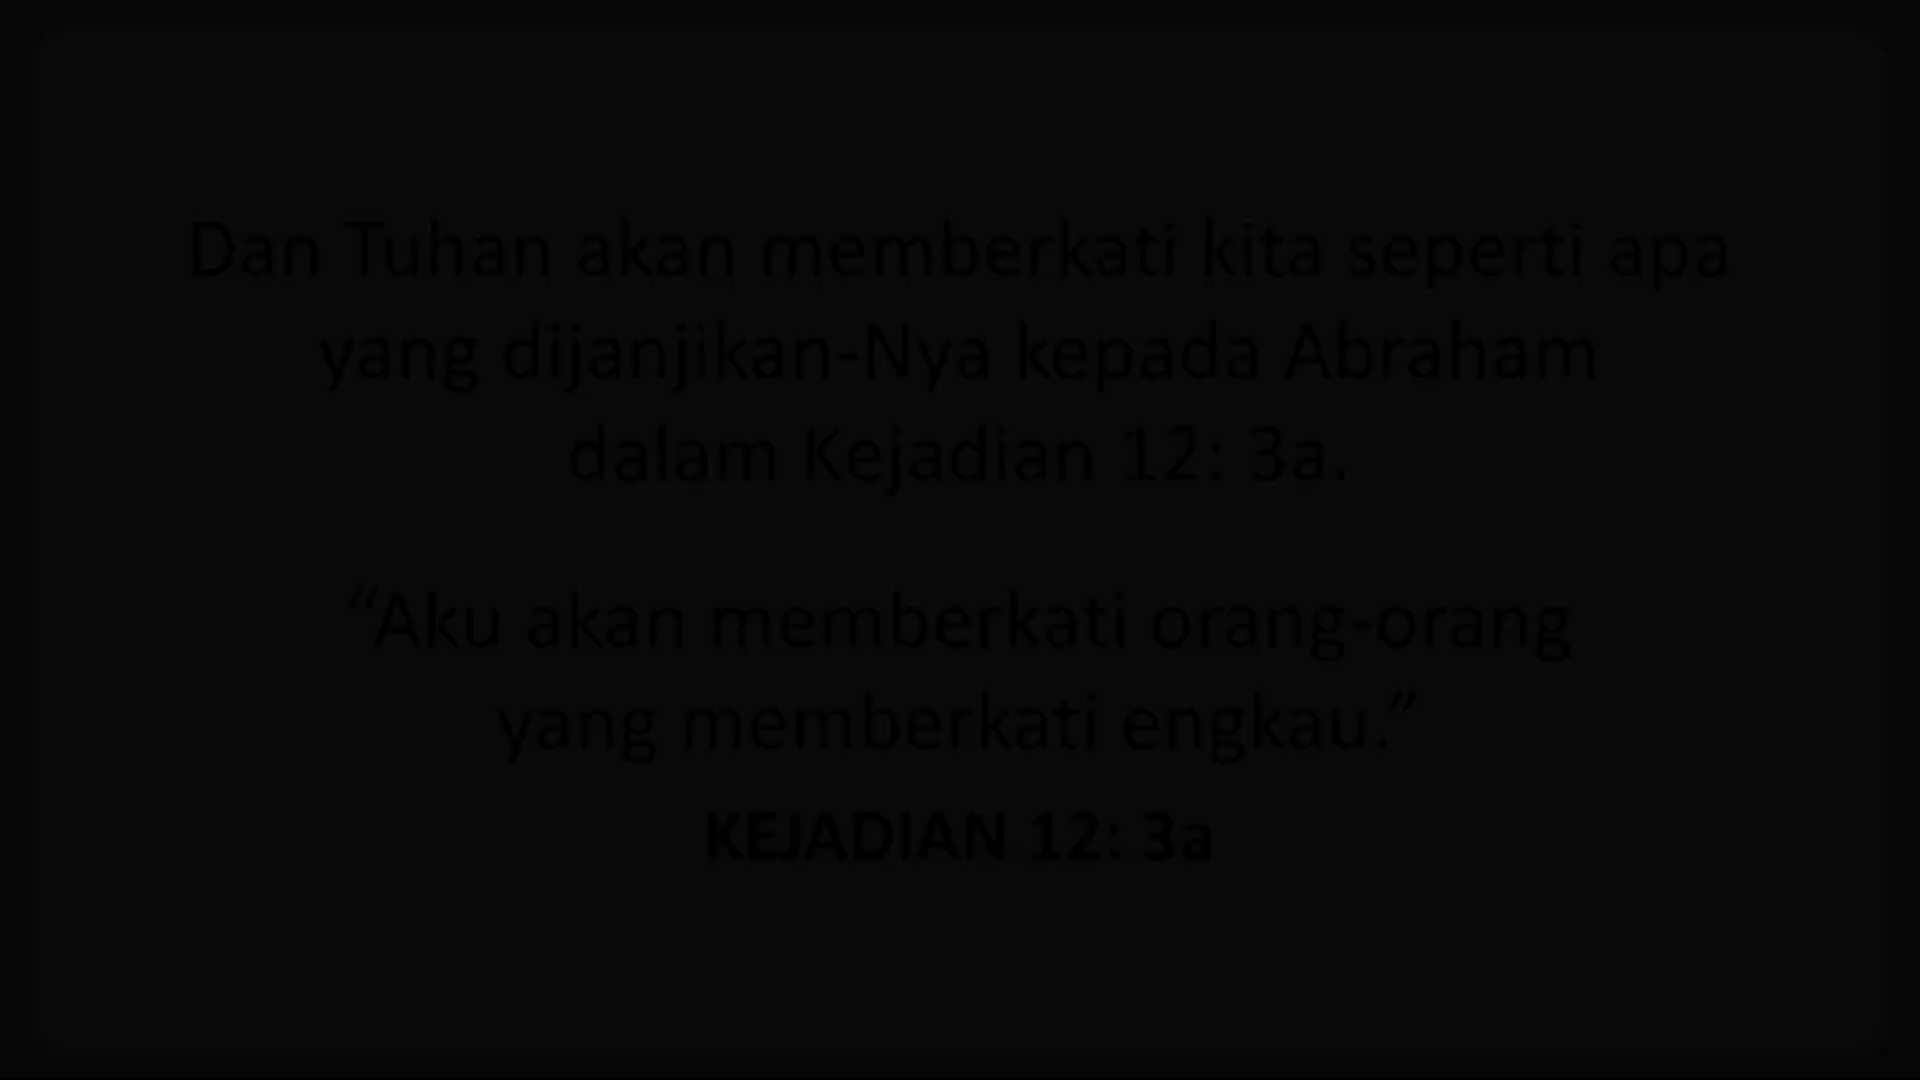 Dan Tuhan akan memberkati kita seperti apa
yang dijanjikan-Nya kepada Abraham
dalam Kejadian 12: 3a.
“Aku akan memberkati orang-orang
yang memberkati engkau.”
KEJADIAN 12: 3a